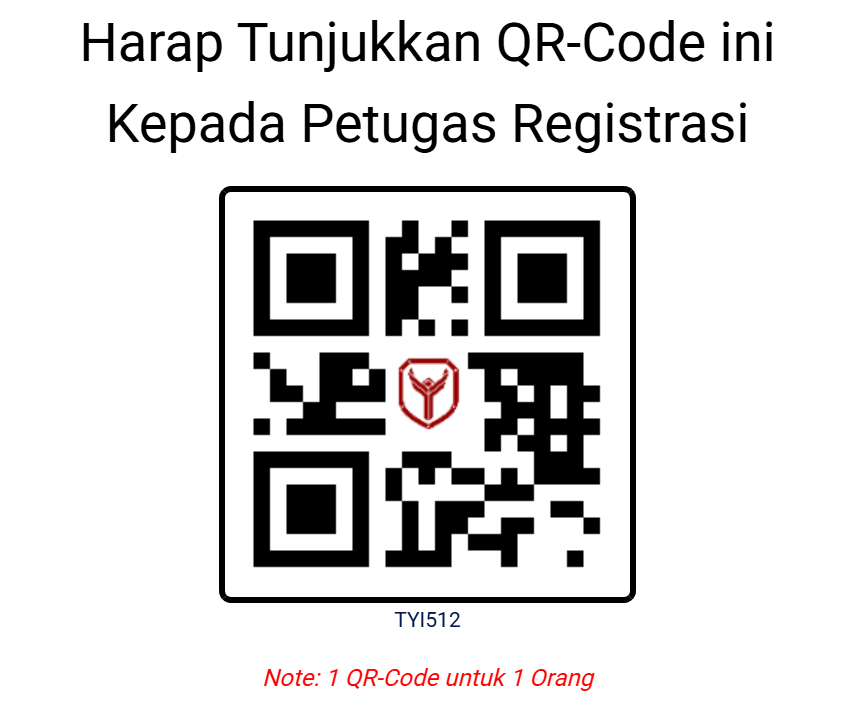 Harap Tunjukkan QR-Code ini
Kepada Petugas Registrasi
TYI512
Note: 1 QR-Code untuk 1 Orang